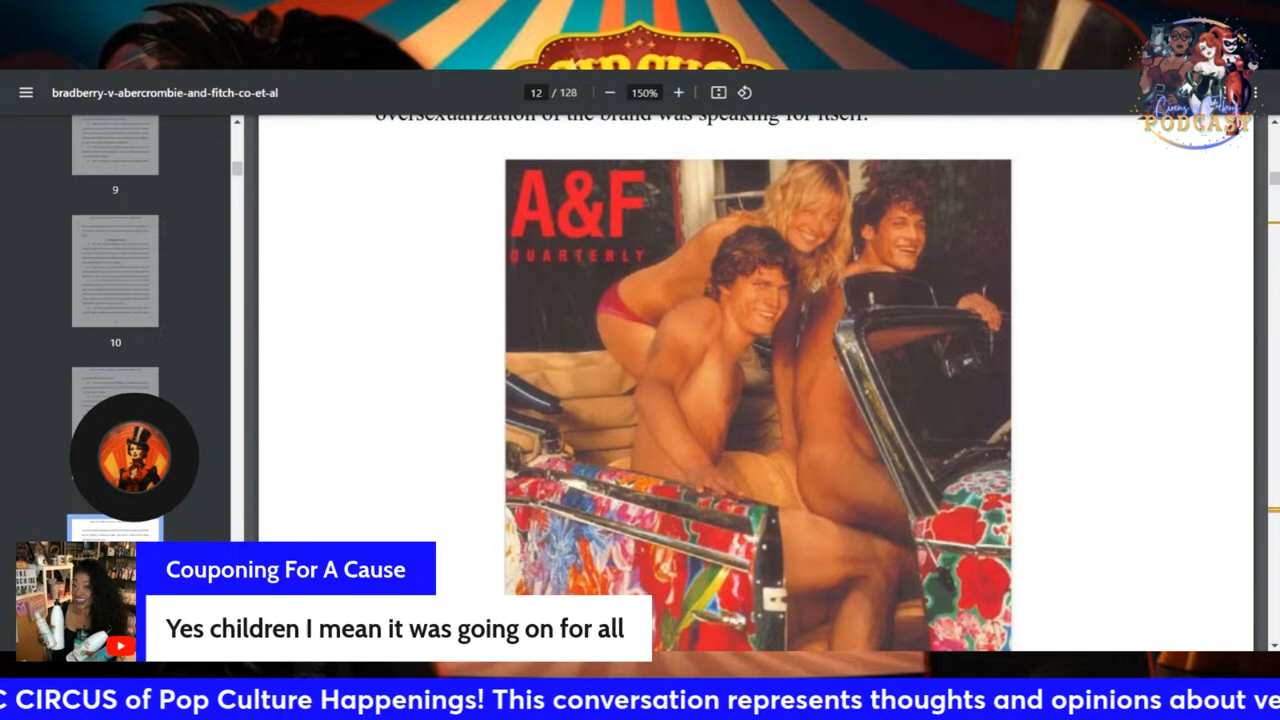 CIRCUS
PODCAST
bradberry-v-abercrombie-and-fitch-co-et-al
12 / 128
150%
oversexualization of the brand was speaking for itself.
9
10
A&F
QUARTERLY
Couponing For A Cause
Yes children I mean it was going on for all
C CIRCUS of Pop Culture Happenings! This conversation represents thoughts and opinions about ve